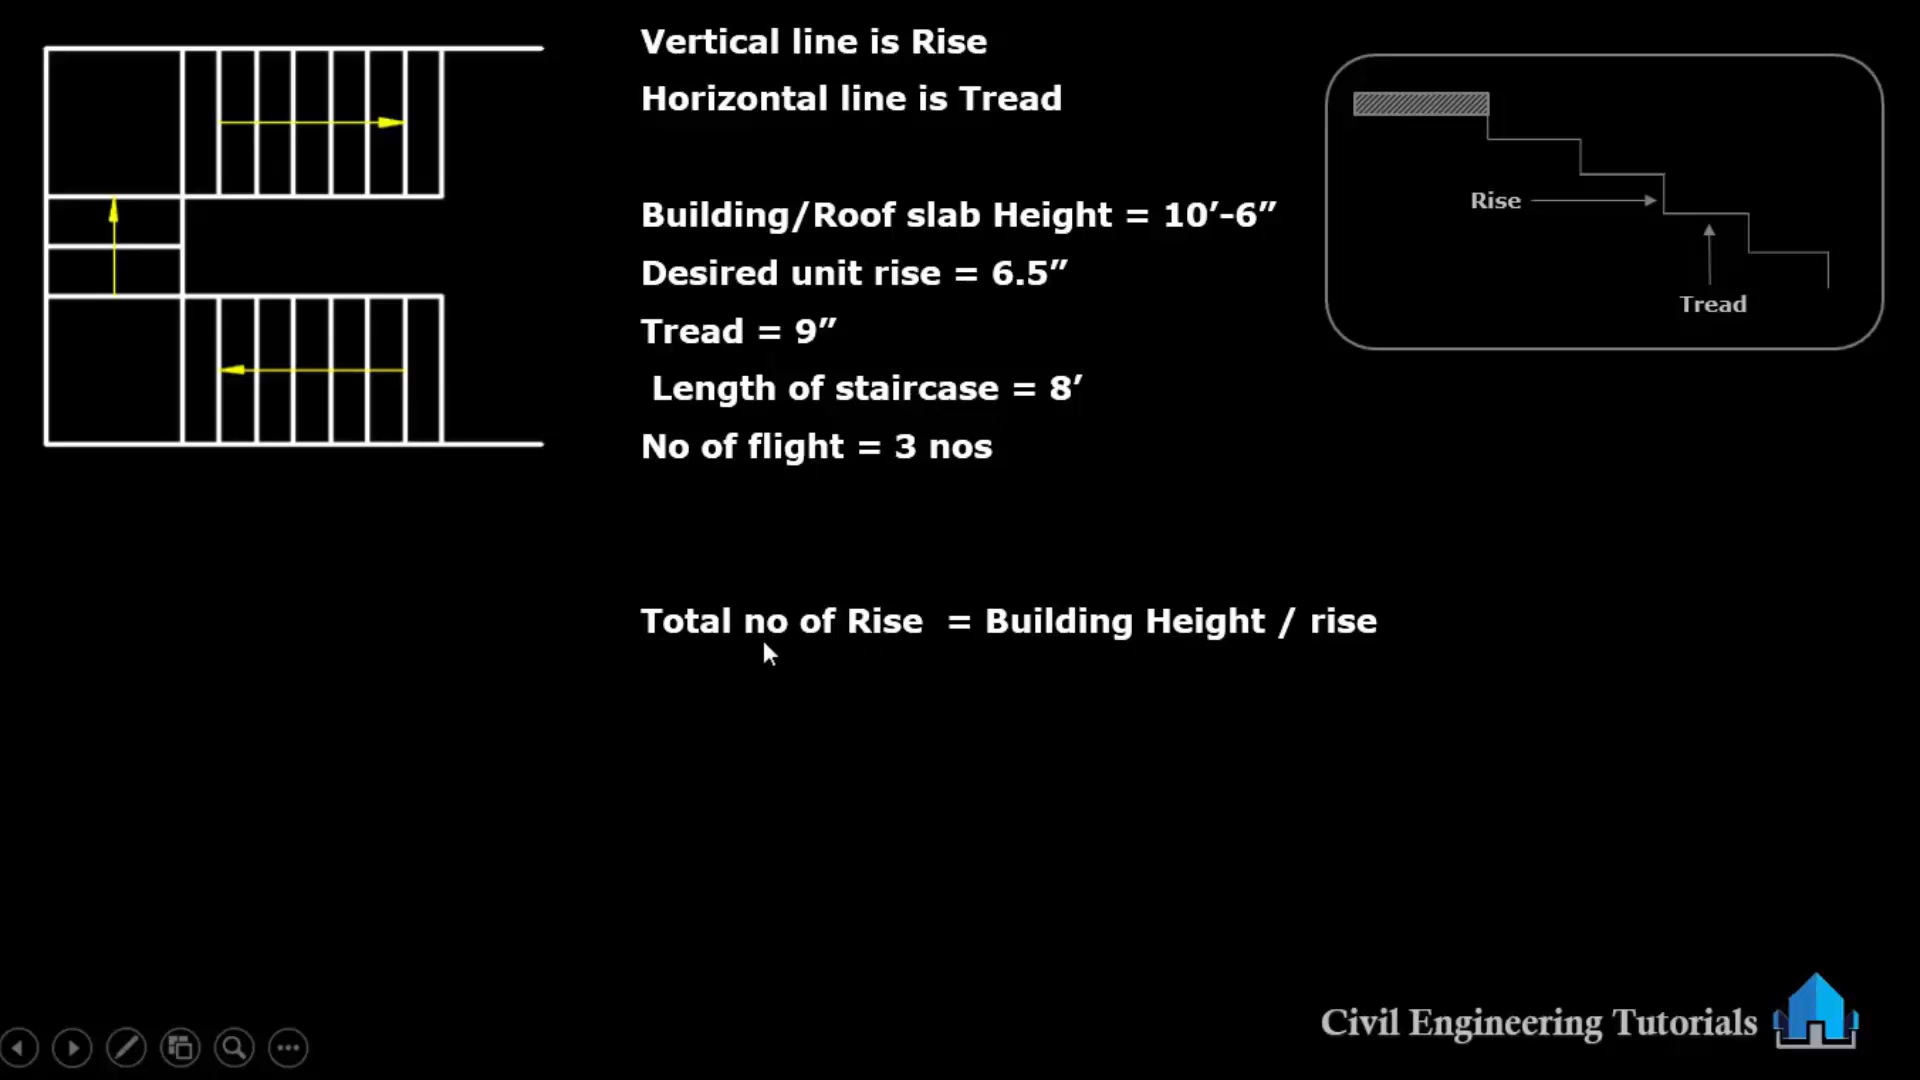 Vertical line is Rise
Horizontal line is Tread
Building/Roof slab Height = 10’-6”
Desired unit rise = 6.5”
Tread = 9”
Length of staircase = 8’
No of flight = 3 nos
Total no of Rise = Building Height / rise
Rise
Tread
Civil Engineering Tutorials